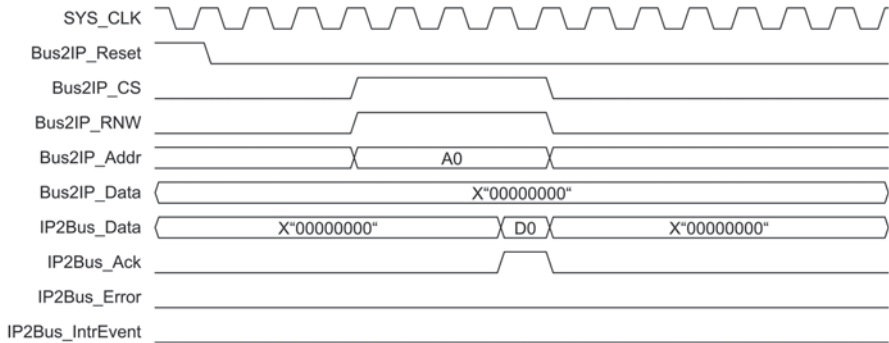 SYS_CLK
Bus2IP_Reset
Bus2IP_CS
Bus2IP_RNW
Bus2IP_Addr A0
Bus2IP_Data X“00000000“
IP2Bus_Data X“00000000“ D0 X“00000000“
IP2Bus_Ack
IP2Bus_Error
IP2Bus_IntrEvent